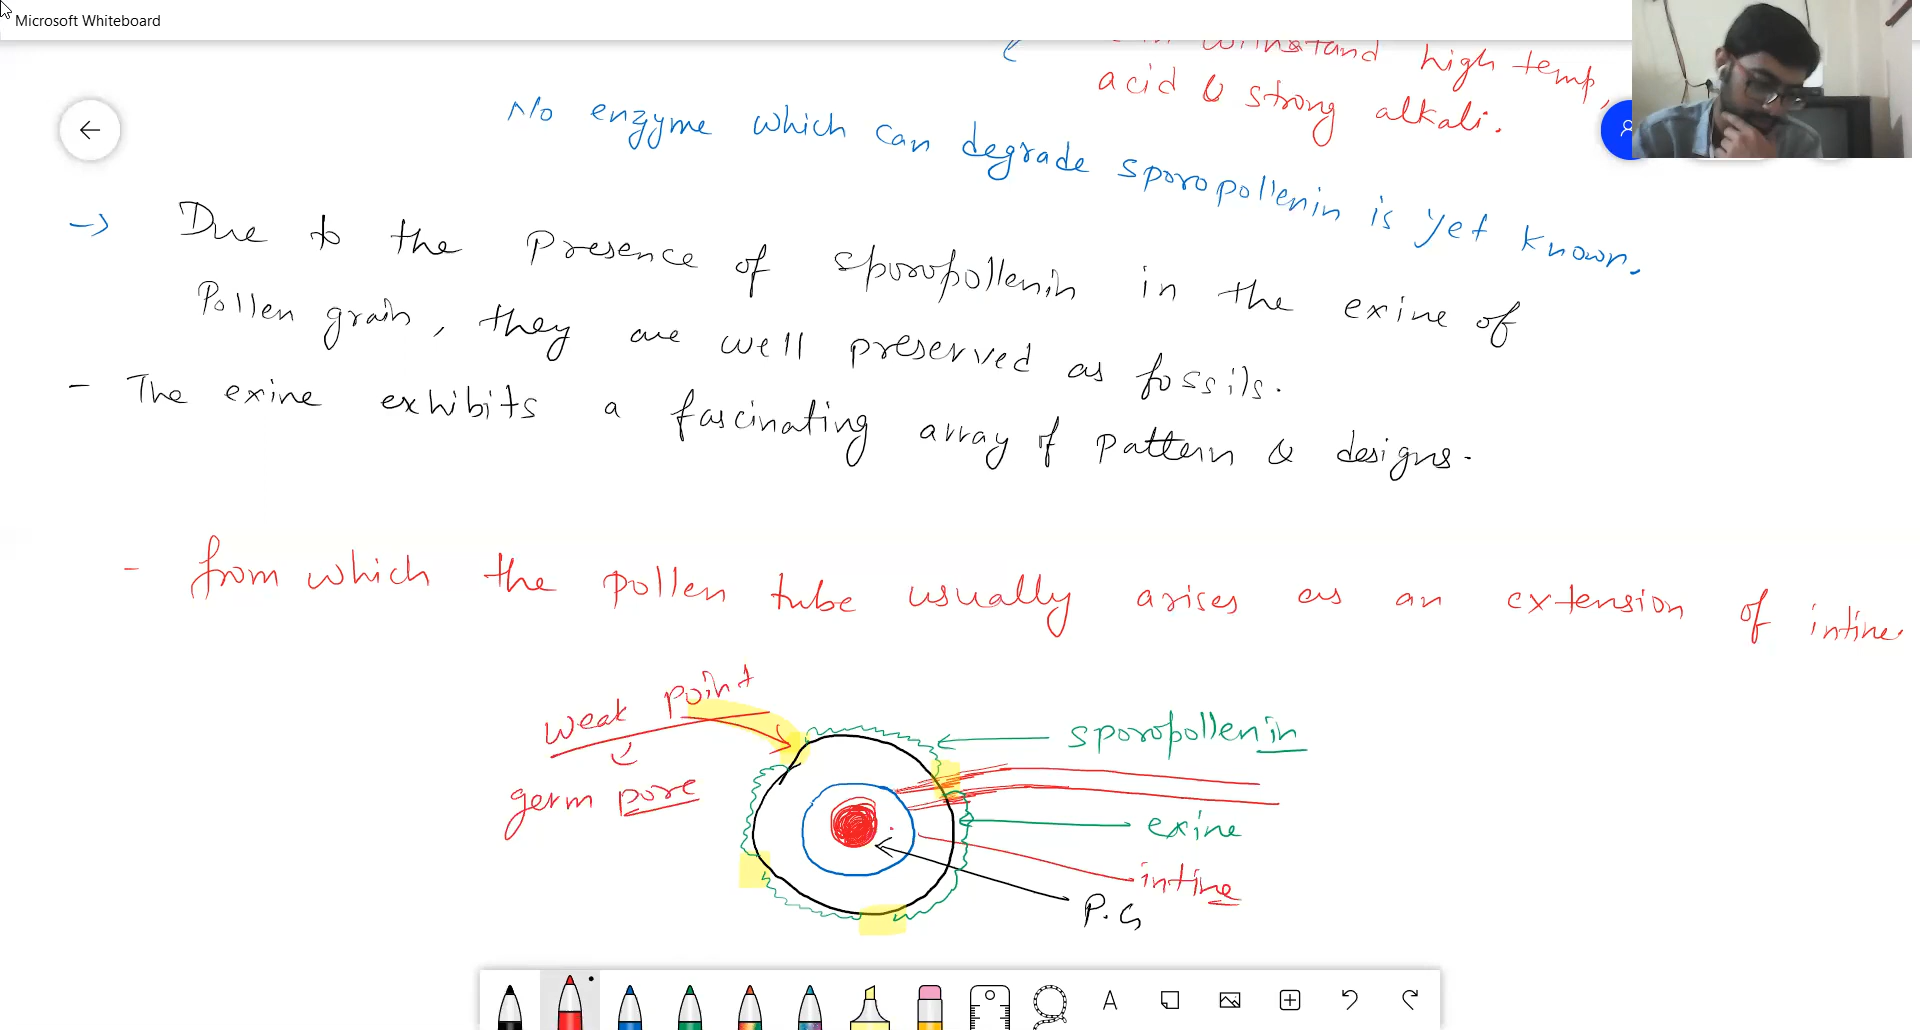 Microsoft Whiteboard
withstand high temp,
acid & strong alkali.
No enzyme which can degrade sporopollenin is yet known.
→ Due to the presence of sporopollenin in the exine of
Pollen grain, they are well preserved as fossils.
- The exine exhibits a fascinating array of pattern & designs.
- from which the pollen tube usually arises as an extension of intine.
weak point
germ pore
sporopollenin
exine
intine
P.G
A